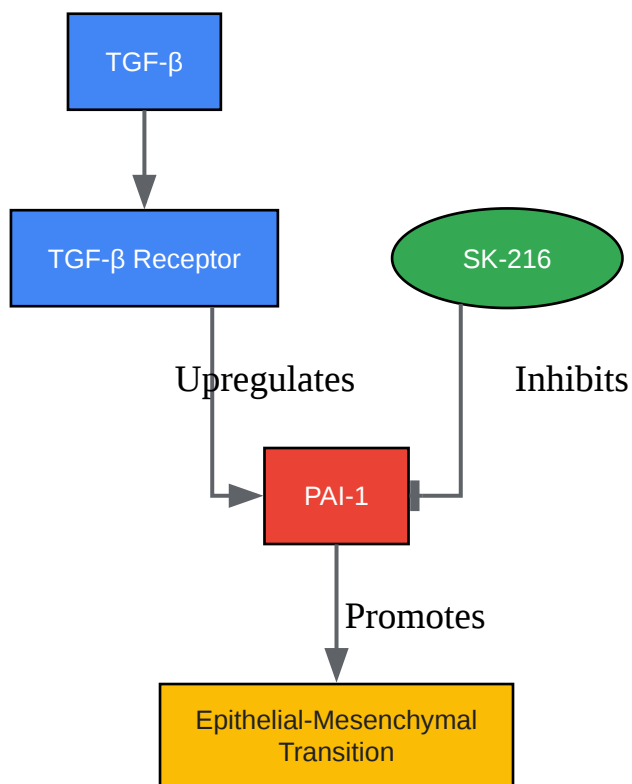 TGF-β
TGF-β Receptor
SK-216
Upregulates
Inhibits
PAI-1
Promotes
Epithelial-Mesenchymal
Transition